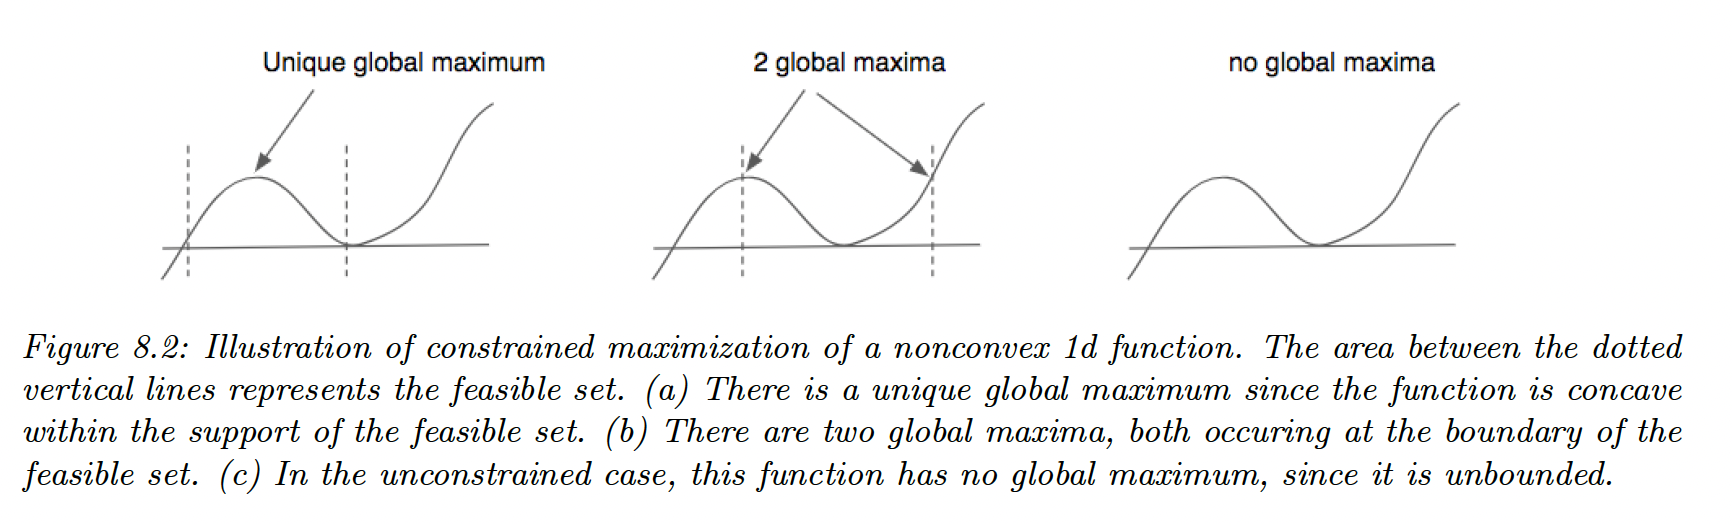 Unique global maximum
2 global maxima
no global maxima
Figure 8.2: Illustration of constrained maximization of a nonconvex 1d function. The area between the dotted
vertical lines represents the feasible set. (a) There is a unique global maximum since the function is concave
within the support of the feasible set. (b) There are two global maxima, both occuring at the boundary of the
feasible set. (c) In the unconstrained case, this function has no global maximum, since it is unbounded.